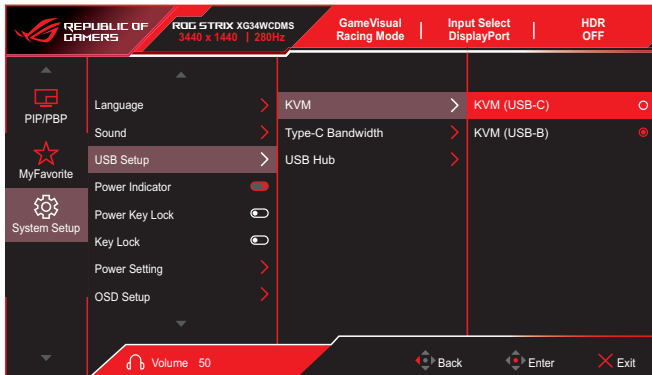 REPUBLIC OF
GAMERS
ROG STRIX XG34WCDMS
3440 x 1440 | 280Hz
GameVisual
Racing Mode
Input Select
DisplayPort
HDR
OFF
PIP/PBP
MyFavorite
System Setup
Language
Sound
USB Setup
Power Indicator
Power Key Lock
Key Lock
Power Setting
OSD Setup
KVM
Type-C Bandwidth
USB Hub
KVM (USB-C)
KVM (USB-B)
Volume 50
Back
Enter
Exit